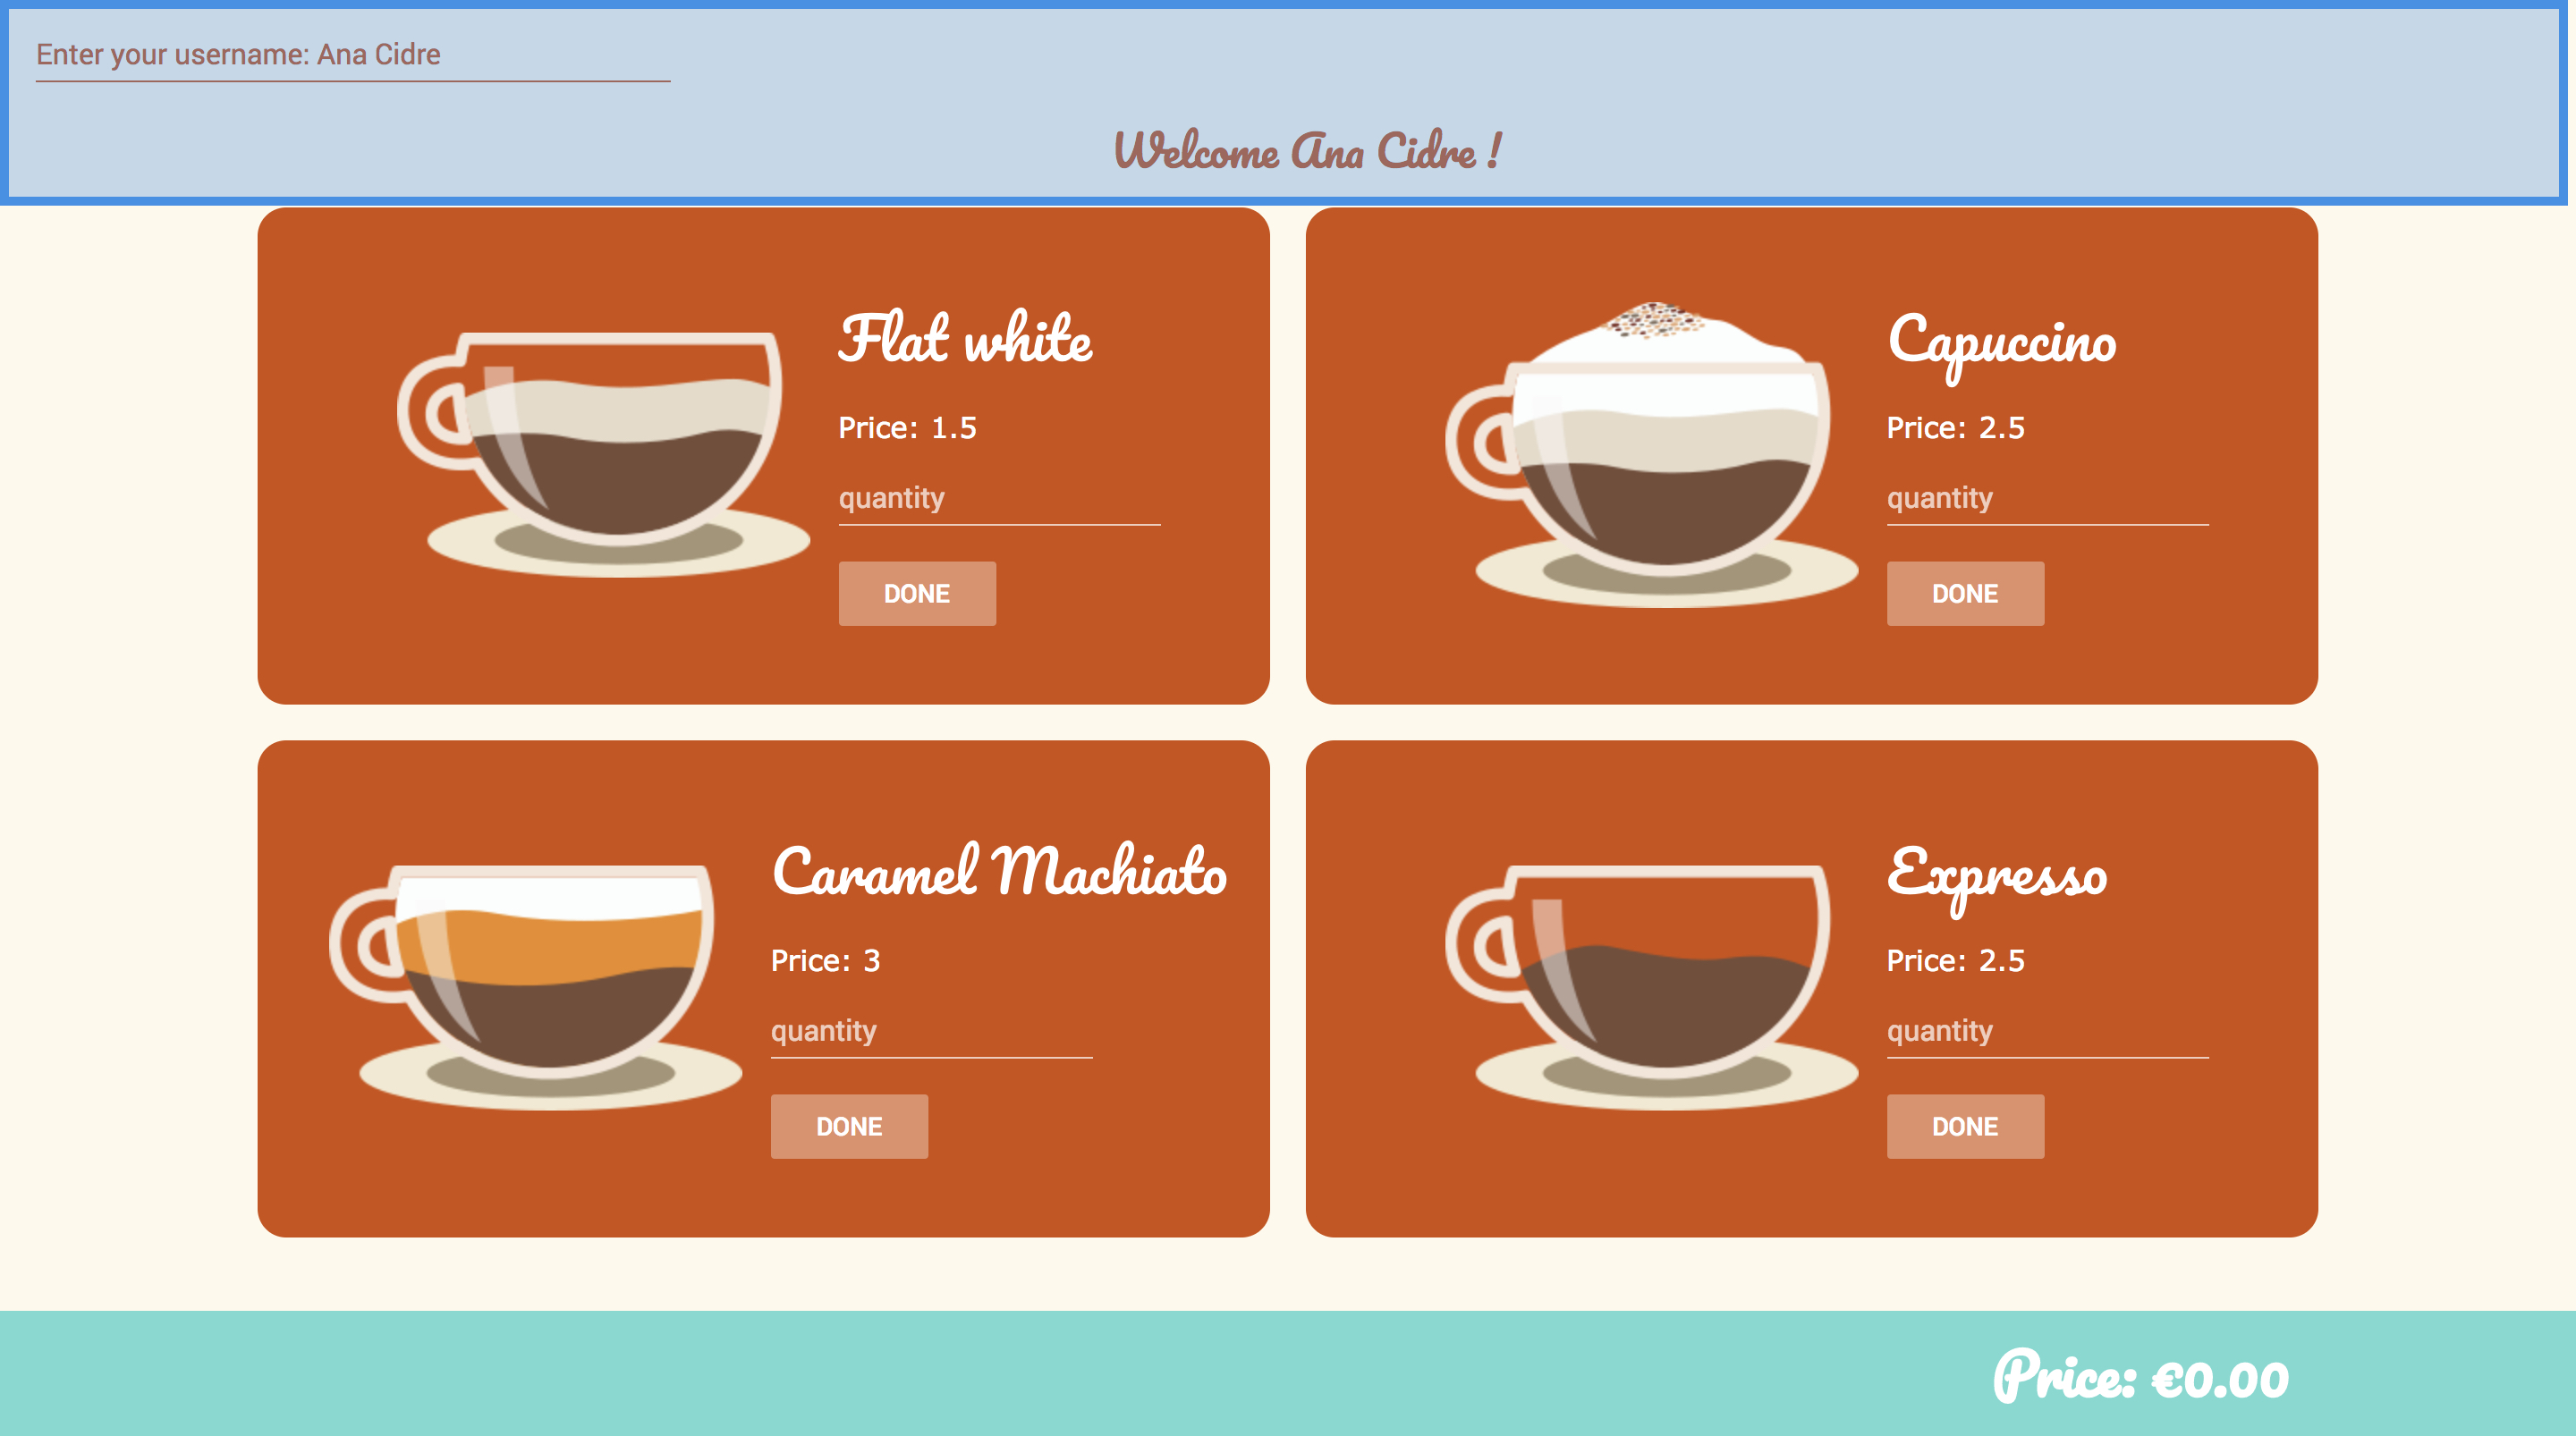 Enter your username: Ana Cidre
Welcome Ana Cidre !
Flat white
Price: 1.5
quantity
DONE
Capuccino
Price: 2.5
quantity
DONE
Caramel Machiato
Price: 3
quantity
DONE
Expresso
Price: 2.5
quantity
DONE
Price: €0.00